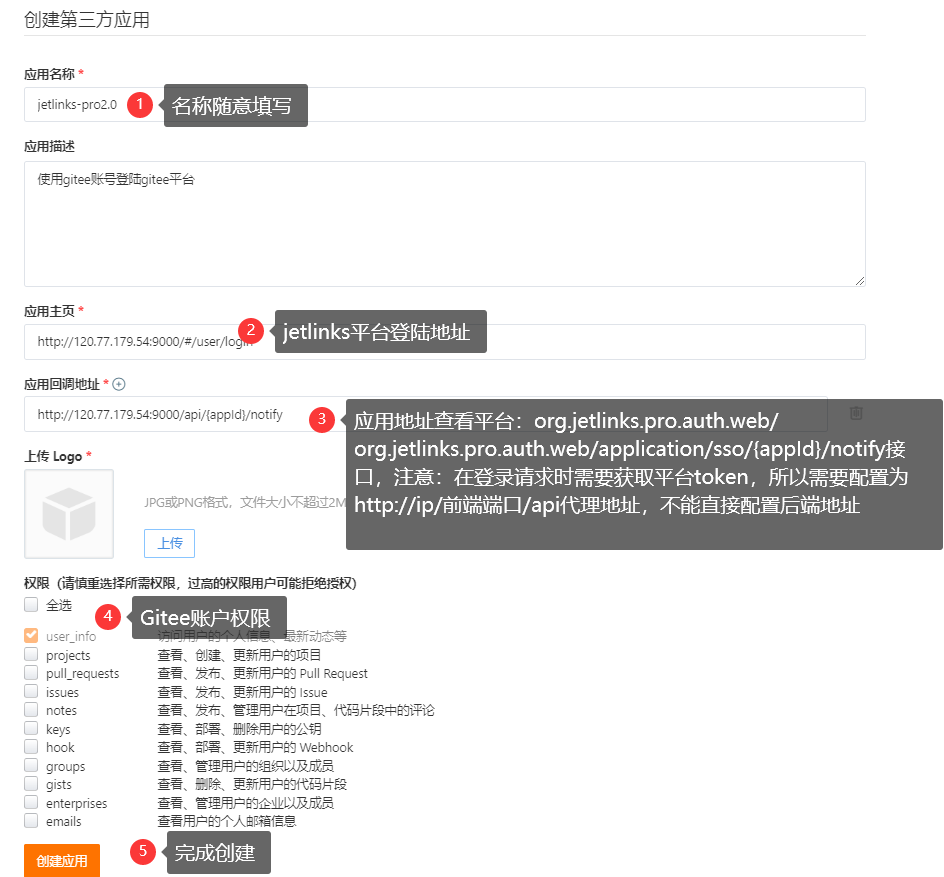 创建第三方应用
应用名称 *
jetlinks-pro2.0
1
名称随意填写
应用描述
使用gitee账号登陆gitee平台
应用主页 *
http://120.77.179.54:9000/#/user/login
2
jetlinks平台登陆地址
应用回调地址 *
http://120.77.179.54:9000/api/{appId}/notify
3
应用地址查看平台：org.jetlinks.pro.auth.web/
org.jetlinks.pro.auth.web/application/sso/{appId}/notify接
口，注意：在登录请求时需要获取平台token，所以需要配置为
http://ip/前端端口/api代理地址，不能直接配置后端地址
上传 Logo *
JPG或PNG格式，文件大小不超过2M
上传
权限（请慎重选择所需权限，过高的权限用户可能拒绝授权）
全选
4
Gitee账户权限
user_info 访问用户的个人信息、最新动态等
projects 查看、创建、更新用户的项目
pull_requests 查看、发布、更新用户的 Pull Request
issues 查看、发布、更新用户的 Issue
notes 查看、发布、管理用户在项目、代码片段中的评论
keys 查看、部署、删除用户的公钥
hook 查看、部署、更新用户的 Webhook
groups 查看、管理用户的组织以及成员
gists 查看、删除、更新用户的代码片段
enterprises 查看、管理用户的企业以及成员
emails 查看用户的个人邮箱信息
创建应用
5
完成创建